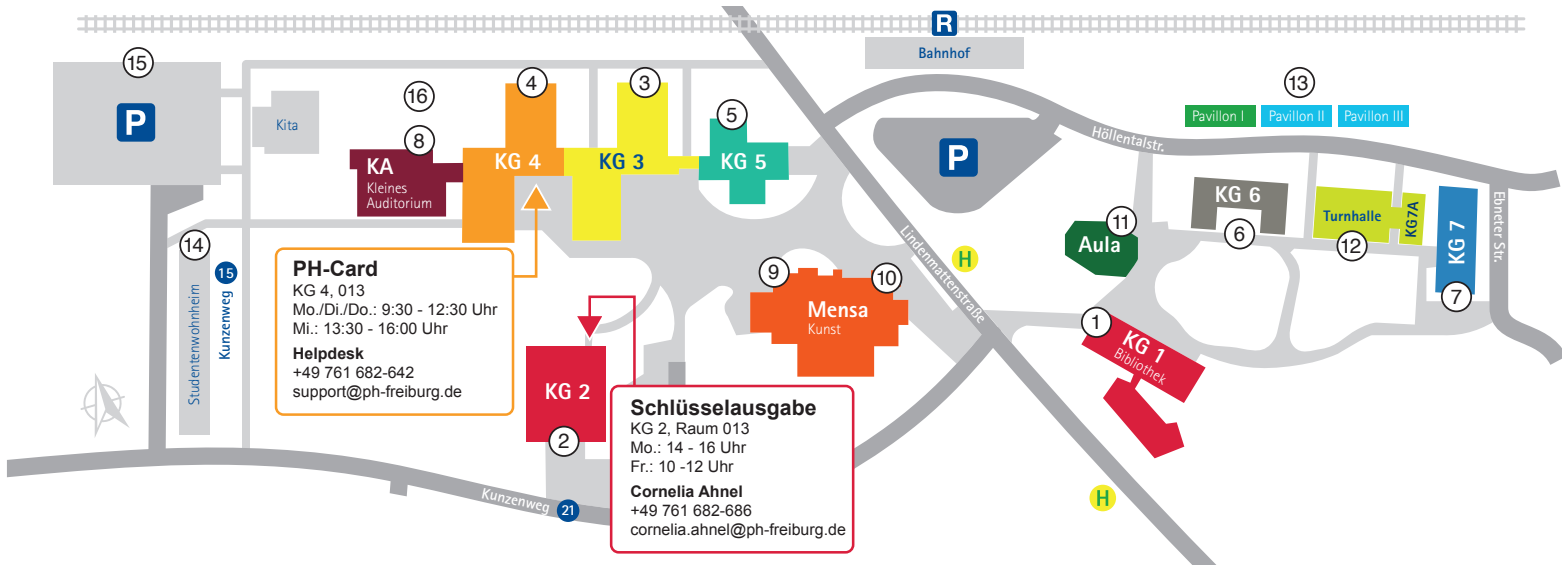 R
Bahnhof
15
P
Kita
16
4
3
5
8
KA
Kleines
Auditorium
KG 4
KG 3
KG 5
P
Höllentalstr.
13
Pavillon I
Pavillon II
Pavillon III
KG 6
6
Turnhalle
12
KG7A
KG 7
7
Ebneter Str.
11
Aula
Lindenmattenstraße
H
14
Studentenwohnheim
15
Kunzenweg
PH-Card
KG 4, 013
Mo./Di./Do.: 9:30 - 12:30 Uhr
Mi.: 13:30 - 16:00 Uhr
Helpdesk
+49 761 682-642
support@ph-freiburg.de
9
10
Mensa
Kunst
1
KG 1
Bibliothek
KG 2
2
Schlüsselausgabe
KG 2, Raum 013
Mo.: 14 - 16 Uhr
Fr.: 10 -12 Uhr
Cornelia Ahnel
+49 761 682-686
cornelia.ahnel@ph-freiburg.de
Kunzenweg
21
H